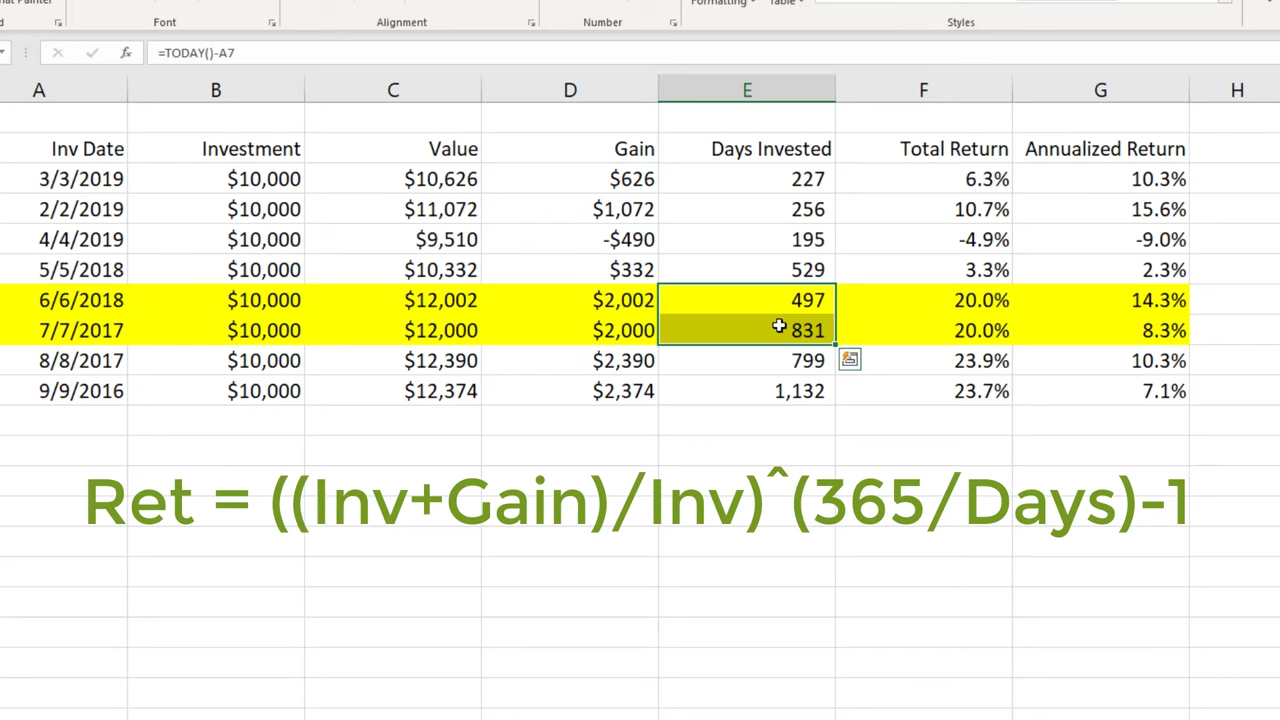 Formatting Table
Font Alignment Number Styles
fx =TODAY()-A7
A B C D E F G H
Inv Date Investment Value Gain Days Invested Total Return Annualized Return
3/3/2019 $10,000 $10,626 $626 227 6.3% 10.3%
2/2/2019 $10,000 $11,072 $1,072 256 10.7% 15.6%
4/4/2019 $10,000 $9,510 -$490 195 -4.9% -9.0%
5/5/2018 $10,000 $10,332 $332 529 3.3% 2.3%
6/6/2018 $10,000 $12,002 $2,002 497 20.0% 14.3%
7/7/2017 $10,000 $12,000 $2,000 831 20.0% 8.3%
8/8/2017 $10,000 $12,390 $2,390 799 23.9% 10.3%
9/9/2016 $10,000 $12,374 $2,374 1,132 23.7% 7.1%
Ret = ((Inv+Gain)/Inv)^(365/Days)-1